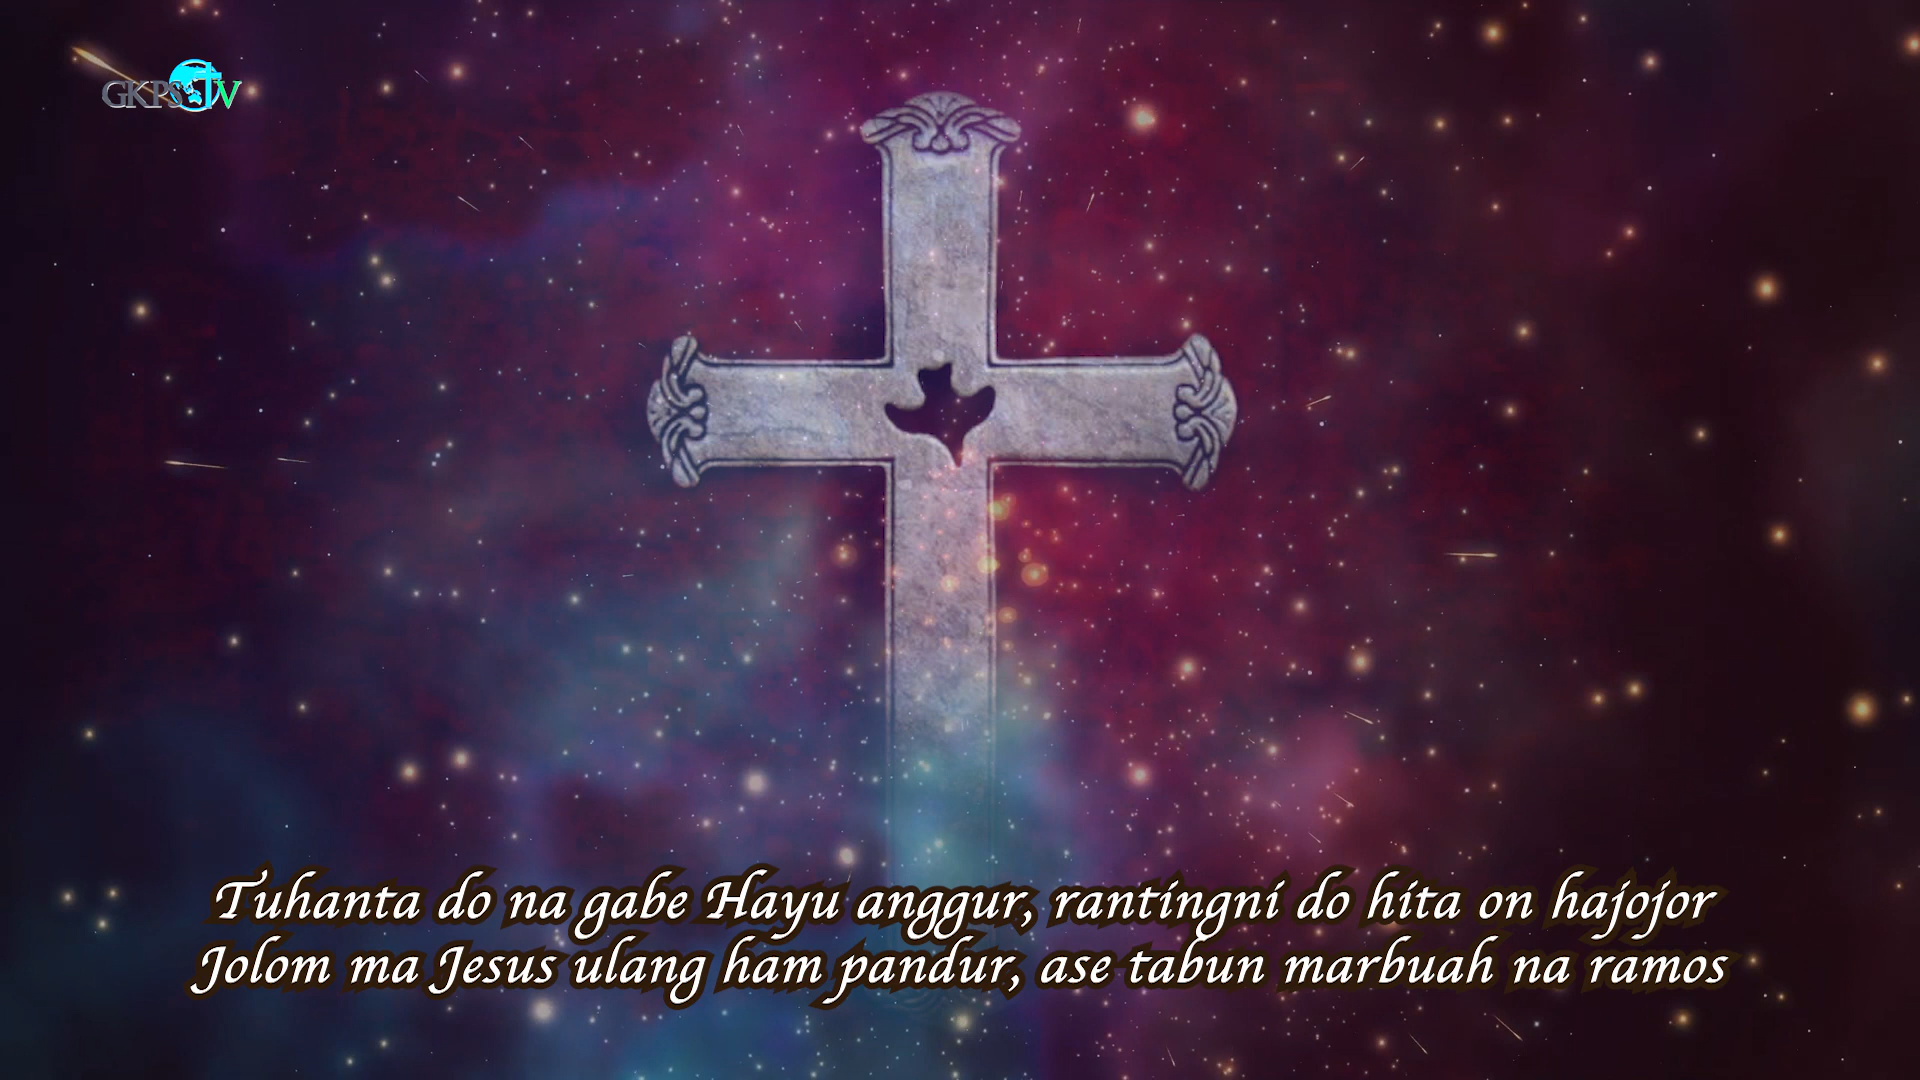 GKPS TV
Tuhanta do na gabe Hayu anggur, rantingni do hita on hajojor
Jolom ma Jesus ulang ham pandur, ase tabun marbuah na ramos